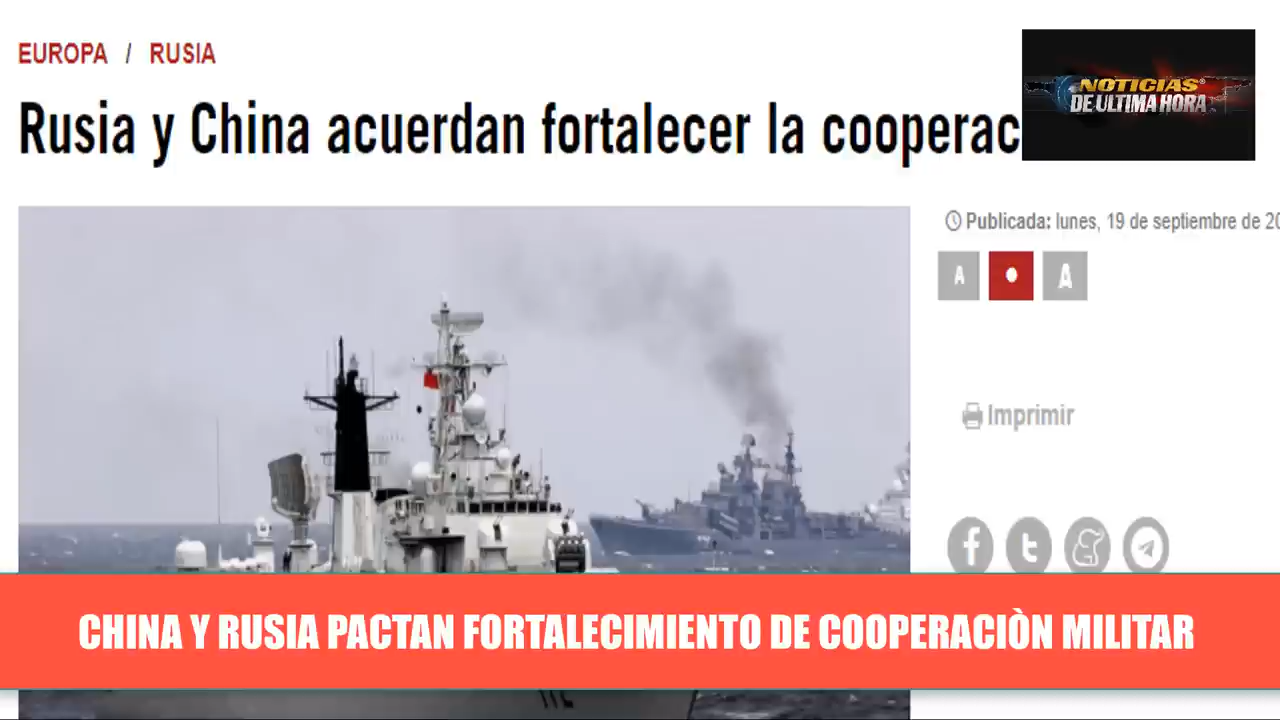 EUROPA / RUSIA
Rusia y China acuerdan fortalecer la cooperac
NOTICIAS®
DE ULTIMA HORA
Publicada: lunes, 19 de septiembre de 20
A A
Imprimir
CHINA Y RUSIA PACTAN FORTALECIMIENTO DE COOPERACIÒN MILITAR
112